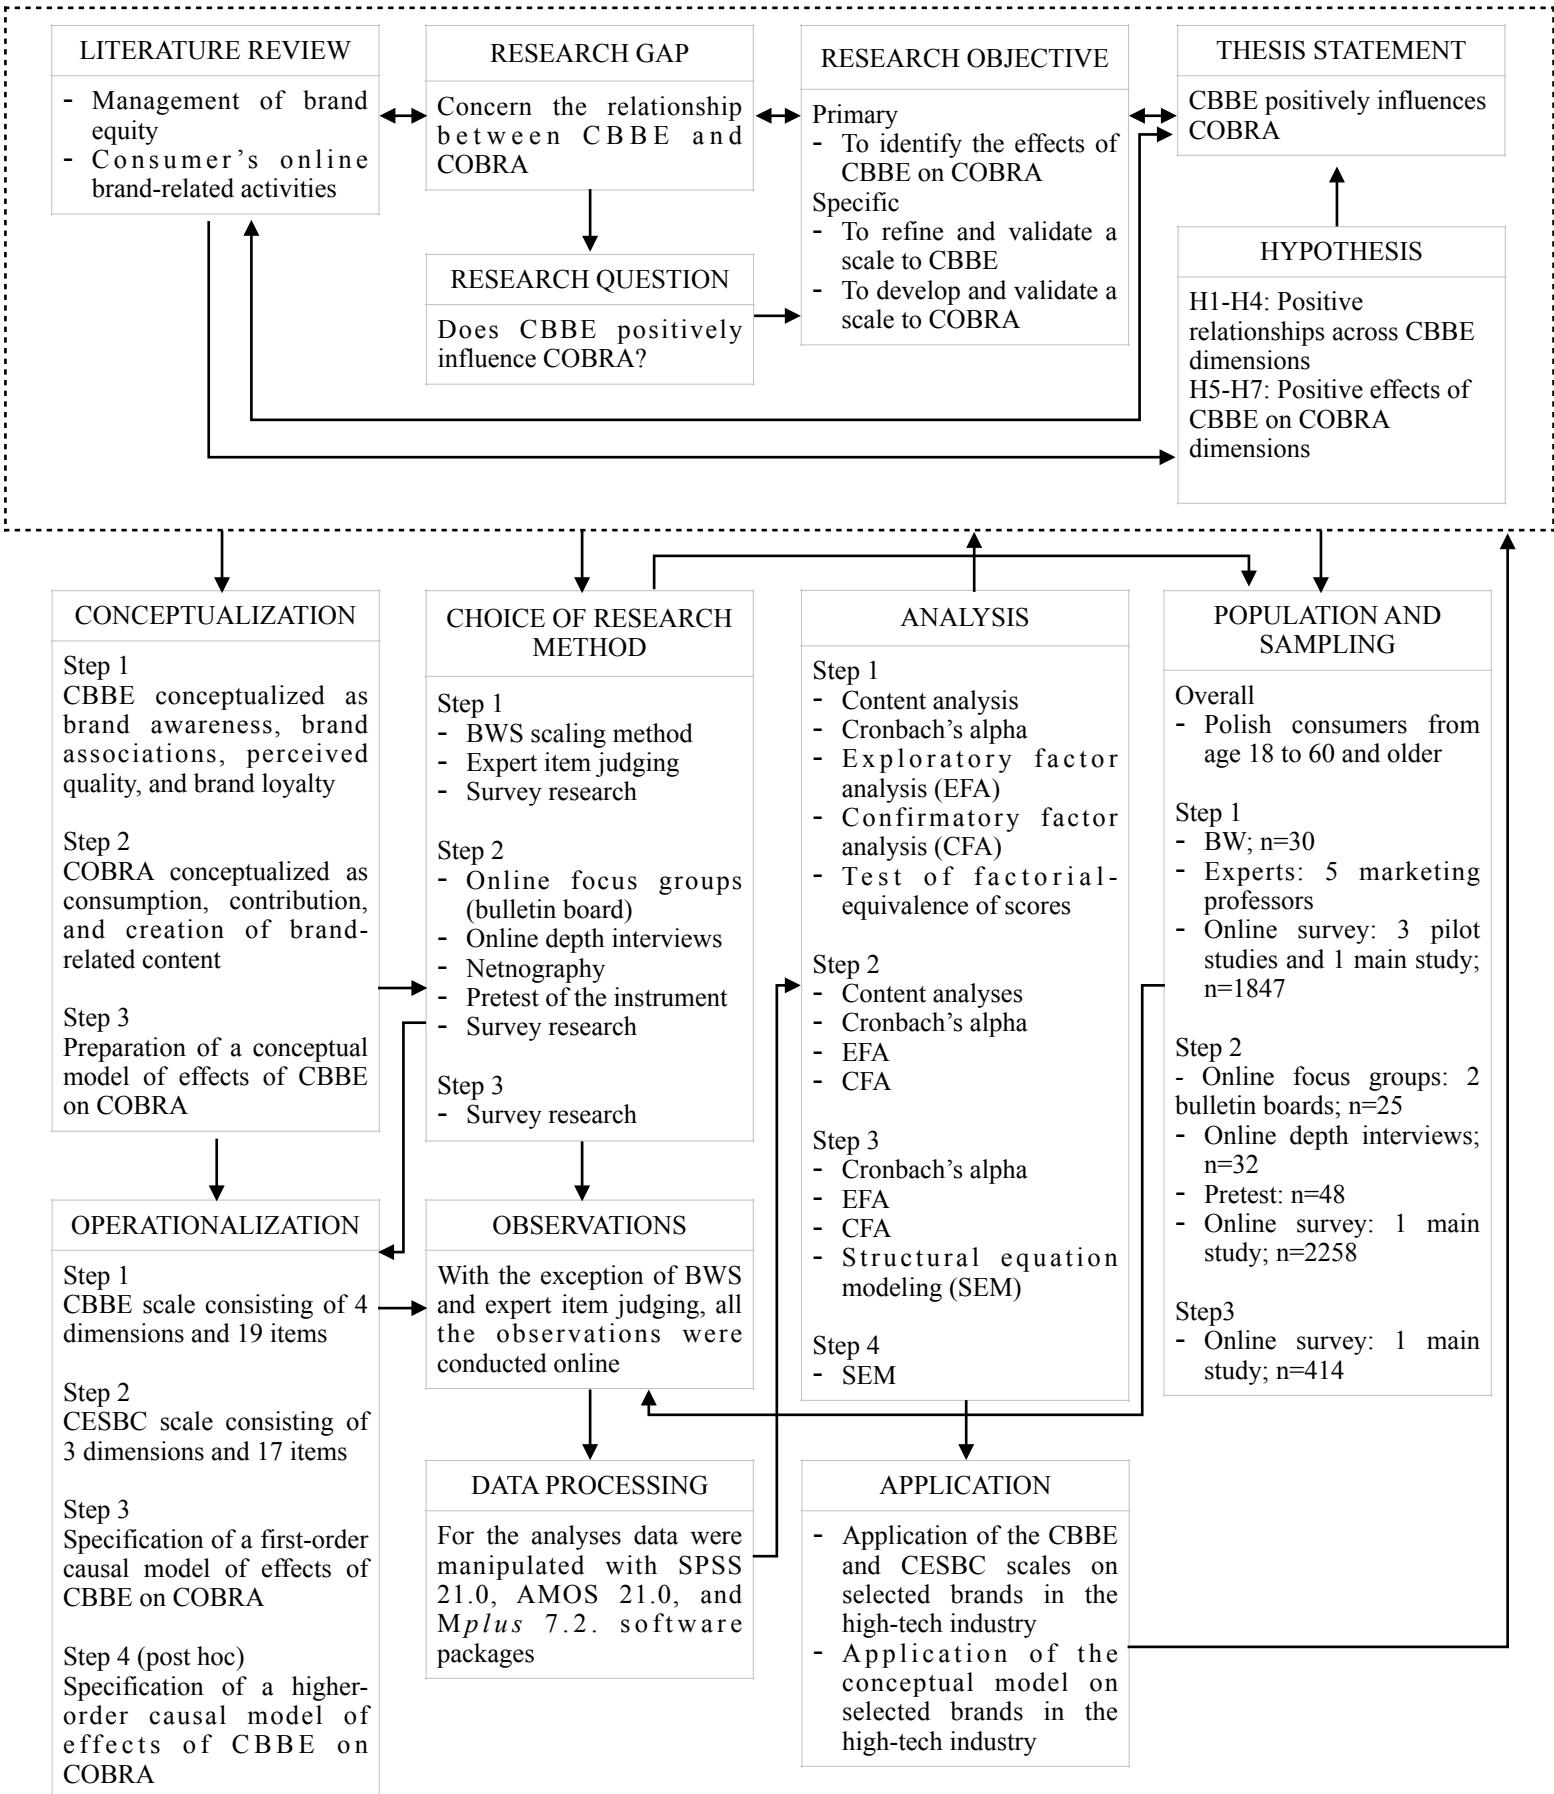 LITERATURE REVIEW
- Management of brand
equity
- Consumer's online
brand-related activities
RESEARCH GAP
Concern the relationship
between CBBE and
COBRA
RESEARCH QUESTION
Does CBBE positively
influence COBRA?
RESEARCH OBJECTIVE
Primary
- To identify the effects of
CBBE on COBRA
Specific
- To refine and validate a
scale to CBBE
- To develop and validate a
scale to COBRA
THESIS STATEMENT
CBBE positively influences
COBRA
HYPOTHESIS
H1-H4: Positive
relationships across CBBE
dimensions
H5-H7: Positive effects of
CBBE on COBRA
dimensions
CONCEPTUALIZATION
Step 1
CBBE conceptualized as
brand awareness, brand
associations, perceived
quality, and brand loyalty
Step 2
COBRA conceptualized as
consumption, contribution,
and creation of brand-
related content
Step 3
Preparation of a conceptual
model of effects of CBBE
on COBRA
OPERATIONALIZATION
Step 1
CBBE scale consisting of 4
dimensions and 19 items
Step 2
CESBC scale consisting of
3 dimensions and 17 items
Step 3
Specification of a first-order
causal model of effects of
CBBE on COBRA
Step 4 (post hoc)
Specification of a higher-
order causal model of
effects of CBBE on
COBRA
CHOICE OF RESEARCH
METHOD
Step 1
- BWS scaling method
- Expert item judging
- Survey research
Step 2
- Online focus groups
(bulletin board)
- Online depth interviews
- Netnography
- Pretest of the instrument
- Survey research
Step 3
- Survey research
OBSERVATIONS
With the exception of BWS
and expert item judging, all
the observations were
conducted online
DATA PROCESSING
For the analyses data were
manipulated with SPSS
21.0, AMOS 21.0, and
Mplus 7.2. software
packages
ANALYSIS
Step 1
- Content analysis
- Cronbach's alpha
- Exploratory factor
analysis (EFA)
- Confirmatory factor
analysis (CFA)
- Test of factorial-
equivalence of scores
Step 2
- Content analyses
- Cronbach's alpha
- EFA
- CFA
Step 3
- Cronbach's alpha
- EFA
- CFA
- Structural equation
modeling (SEM)
Step 4
- SEM
APPLICATION
- Application of the CBBE
and CESBC scales on
selected brands in the
high-tech industry
- Application of the
conceptual model on
selected brands in the
high-tech industry
POPULATION AND
SAMPLING
Overall
- Polish consumers from
age 18 to 60 and older
Step 1
- BW; n=30
- Experts: 5 marketing
professors
- Online survey: 3 pilot
studies and 1 main study;
n=1847
Step 2
- Online focus groups: 2
bulletin boards; n=25
- Online depth interviews;
n=32
- Pretest: n=48
- Online survey: 1 main
study; n=2258
Step3
- Online survey: 1 main
study; n=414